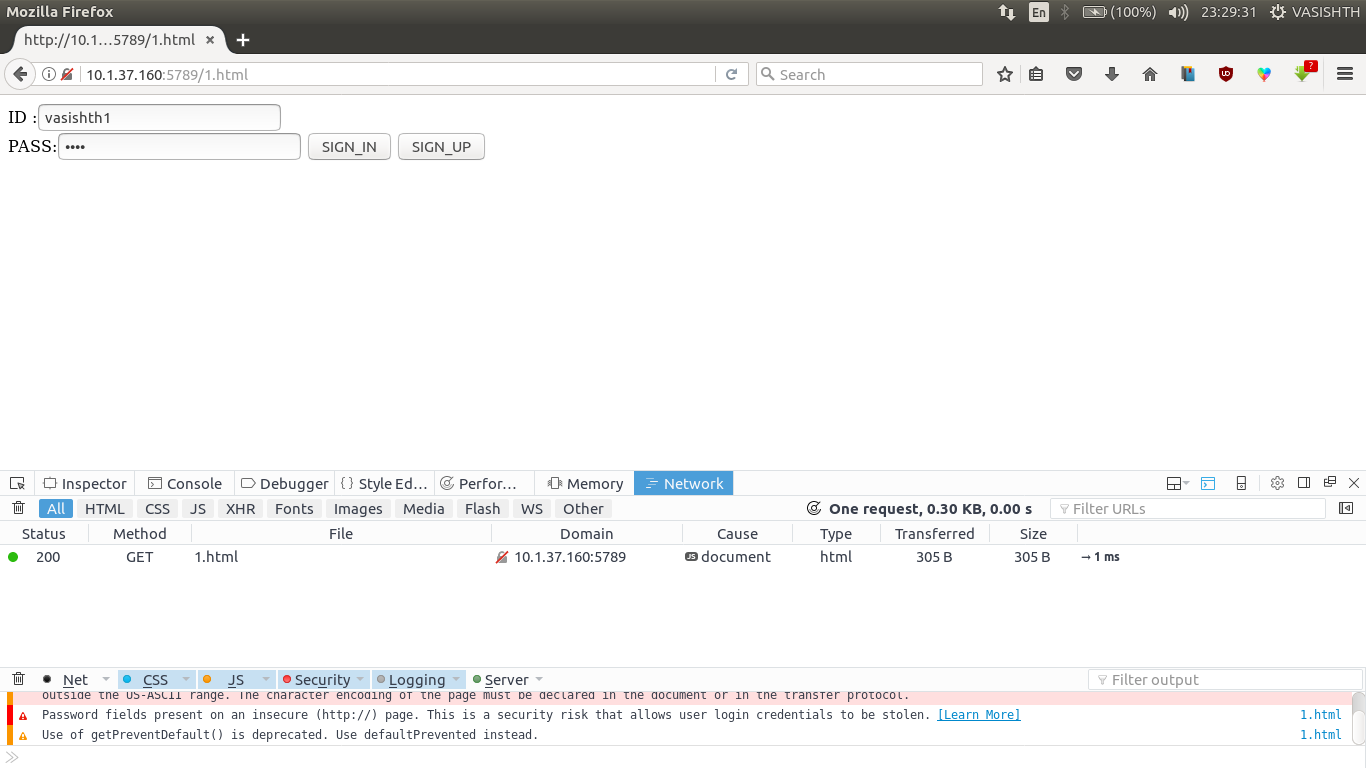 Mozilla Firefox En (100%) 23:29:31 VASISHTH
http://10.1…5789/1.html
10.1.37.160:5789/1.html Search ?
ID : vasishth1
PASS: •••• SIGN_IN SIGN_UP
Inspector Console Debugger Style Ed… Perfor… Memory Network
All HTML CSS JS XHR Fonts Images Media Flash WS Other One request, 0.30 KB, 0.00 s Filter URLs
Status Method File Domain Cause Type Transferred Size
200 GET 1.html 10.1.37.160:5789 JS document html 305 B 305 B → 1 ms
Net CSS JS Security Logging Server Filter output
outside the US-ASCII range. The character encoding of the page must be declared in the document or in the transfer protocol.
Password fields present on an insecure (http://) page. This is a security risk that allows user login credentials to be stolen. [Learn More] 1.html
Use of getPreventDefault() is deprecated. Use defaultPrevented instead. 1.html